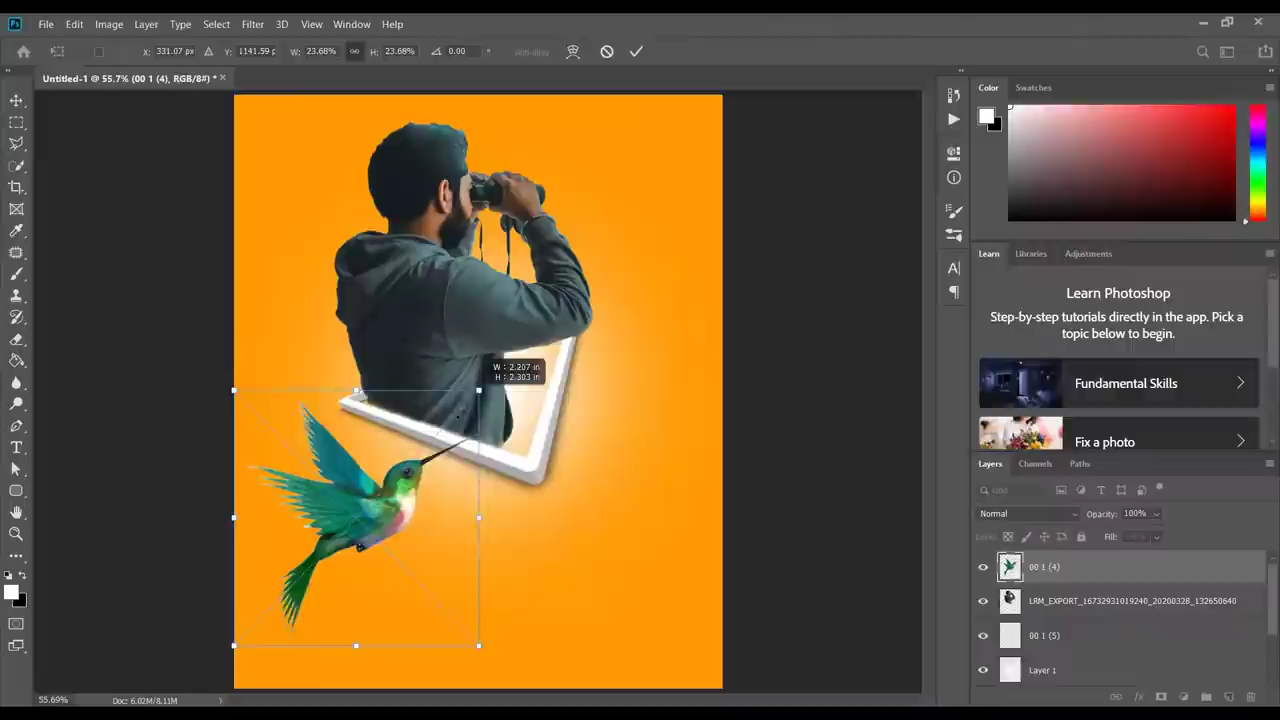 Ps File Edit Image Layer Type Select Filter 3D View Window Help
X: 331.07 px Y: 1141.59 p W: 23.68% H: 23.68% 0.00 °
Untitled-1 @ 55.7% (00 1 (4), RGB/8#) * ×
Color Swatches
W : 2.207 in
H : 2.303 in
Learn Libraries Adjustments
Learn Photoshop
Step-by-step tutorials directly in the app. Pick a
topic below to begin.
Fundamental Skills
Fix a photo
Layers Channels Paths
Normal Opacity: 100%
Fill:
00 1 (4)
LRM_EXPORT_16732931019240_20200328_132650640
00 1 (5)
Layer 1
55.69% Doc: 6.02M/8.11M